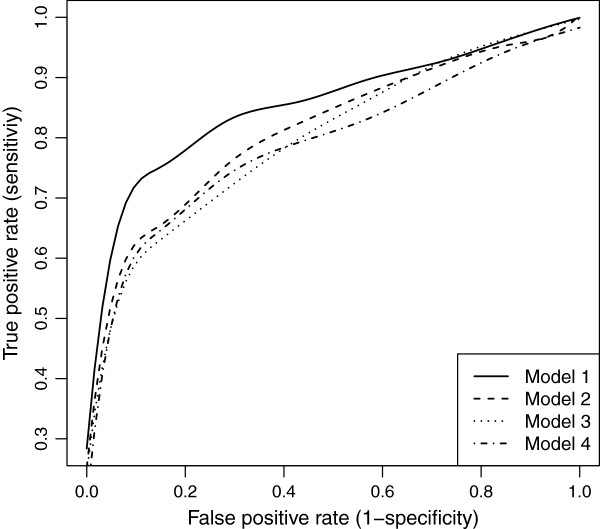 True positive rate (sensitiviy)
1.0
0.9
0.8
0.7
0.6
0.5
0.4
0.3
Model 1
Model 2
Model 3
Model 4
0.0 0.2 0.4 0.6 0.8 1.0
False positive rate (1−specificity)